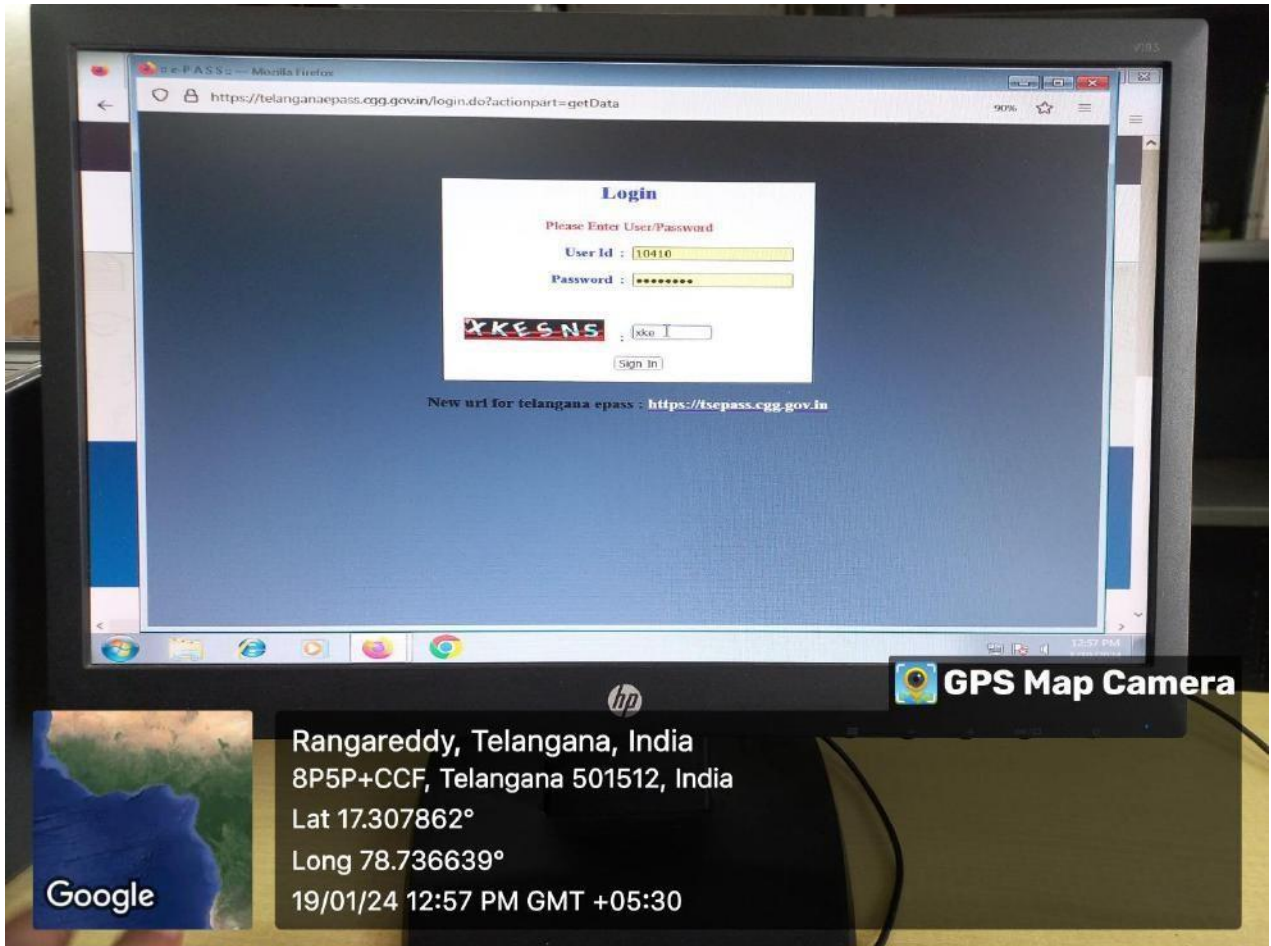 V193
:: e-PASS:: — Mozilla Firefox
https://telanganaepass.cgg.gov.in/login.do?actionpart=getData
90%
Login
Please Enter User/Password
User Id : 10410
Password : ••••••••
XKESNS : xke
Sign In
New url for telangana epass : https://tsepass.cgg.gov.in
12:57 PM
hp
GPS Map Camera
Rangareddy, Telangana, India
8P5P+CCF, Telangana 501512, India
Lat 17.307862°
Long 78.736639°
19/01/24 12:57 PM GMT +05:30
Google